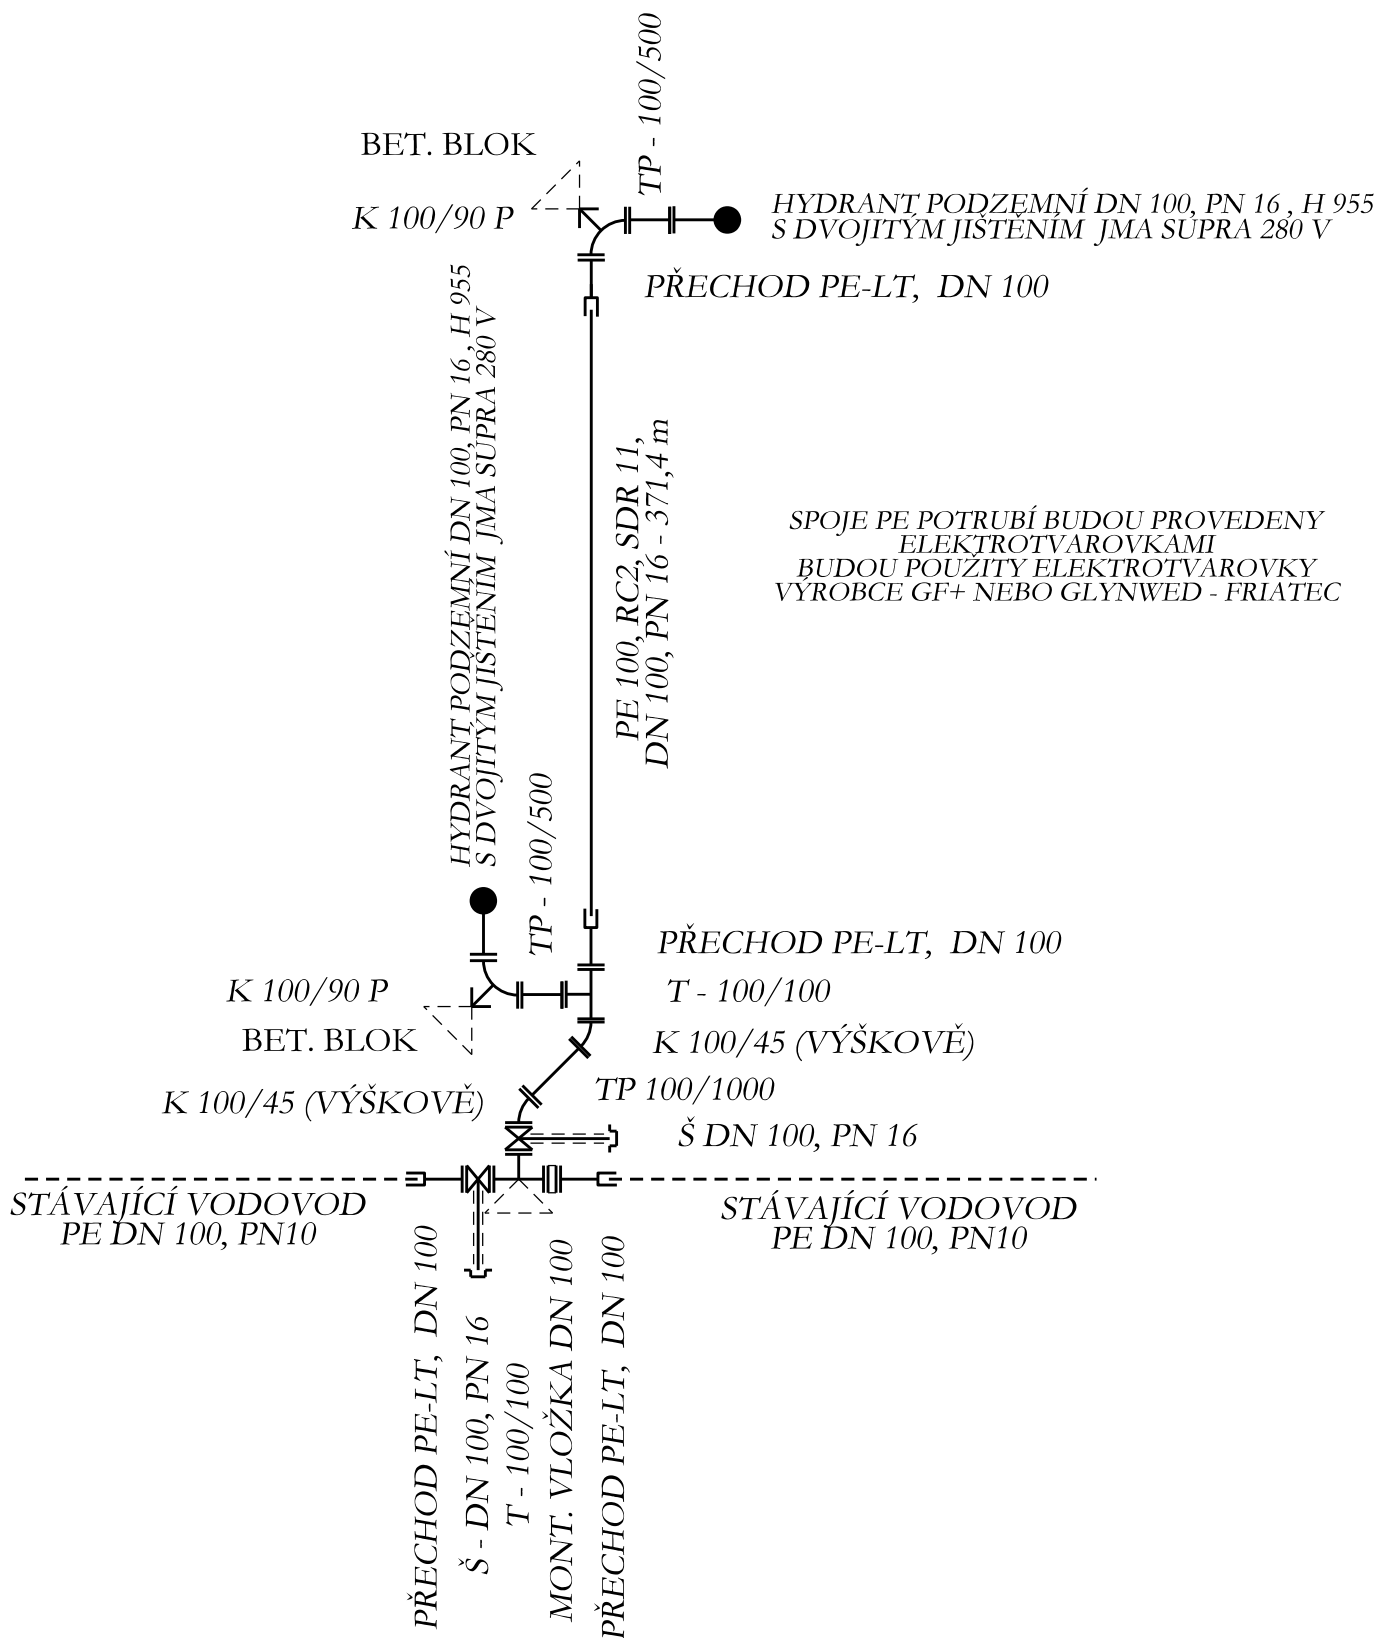 TP - 100/500
BET. BLOK
K 100/90 P
HYDRANT PODZEMNÍ DN 100, PN 16 , H 955
S DVOJITÝM JIŠTĚNÍM JMA SUPRA 280 V
PŘECHOD PE-LT, DN 100
HYDRANT PODZEMNÍ DN 100, PN 16 , H 955
S DVOJITÝM JIŠTĚNÍM JMA SUPRA 280 V
PE 100, RC2, SDR 11,
DN 100, PN 16 - 371,4 m
SPOJE PE POTRUBÍ BUDOU PROVEDENY
ELEKTROTVAROVKAMI
BUDOU POUŽITY ELEKTROTVAROVKY
VÝROBCE GF+ NEBO GLYNWED - FRIATEC
TP - 100/500
PŘECHOD PE-LT, DN 100
K 100/90 P
T - 100/100
BET. BLOK
K 100/45 (VÝŠKOVĚ)
TP 100/1000
K 100/45 (VÝŠKOVĚ)
Š DN 100, PN 16
STÁVAJÍCÍ VODOVOD
PE DN 100, PN10
STÁVAJÍCÍ VODOVOD
PE DN 100, PN10
PŘECHOD PE-LT, DN 100
Š - DN 100, PN 16
T - 100/100
MONT. VLOŽKA DN 100
PŘECHOD PE-LT, DN 100